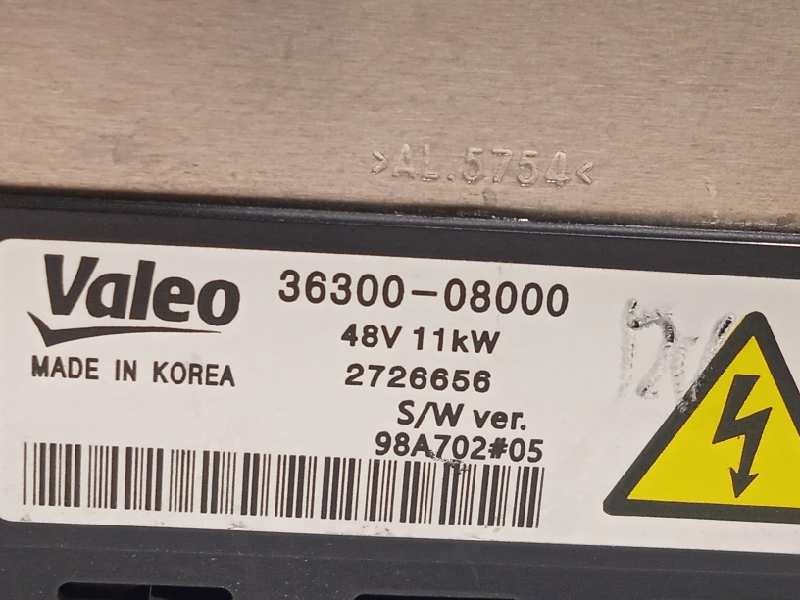 >AL.5754<
Valeo
36300-08000
48V 11kW
MADE IN KOREA
2726656
S/W ver.
98A702#05